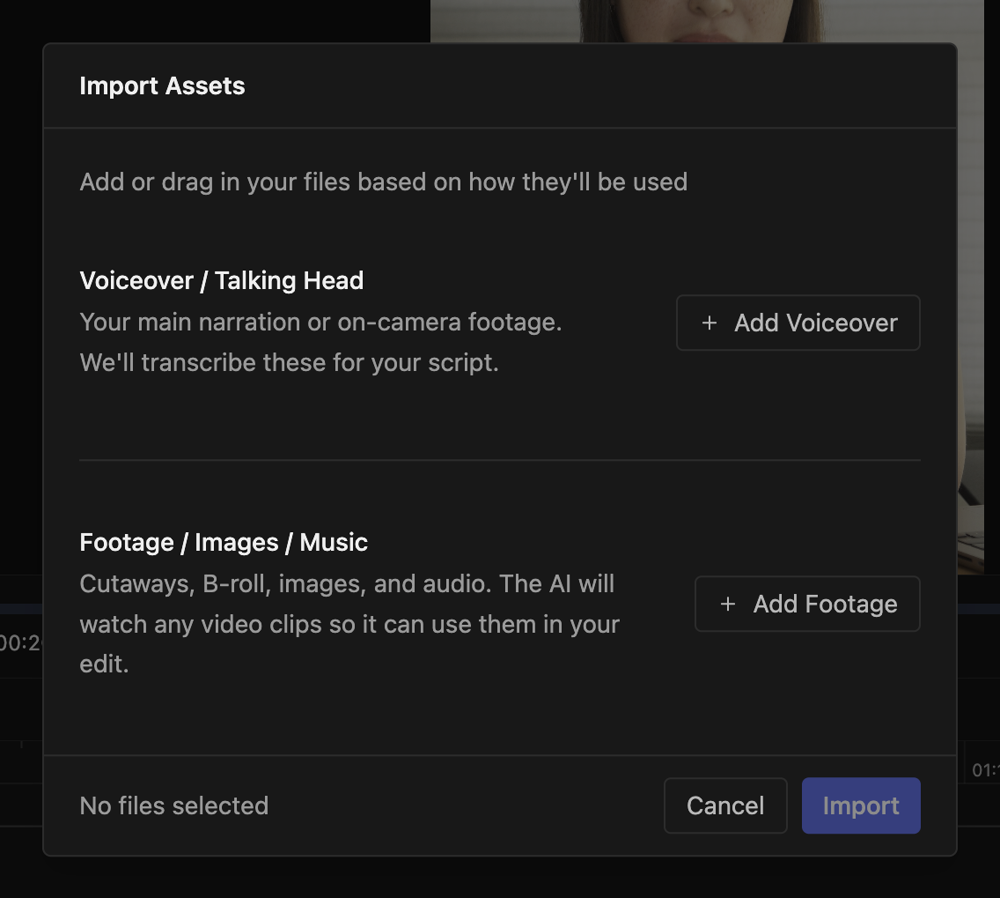 Import Assets
Add or drag in your files based on how they'll be used
Voiceover / Talking Head
Your main narration or on-camera footage.
We'll transcribe these for your script.
+ Add Voiceover
Footage / Images / Music
Cutaways, B-roll, images, and audio. The AI will
watch any video clips so it can use them in your
edit.
+ Add Footage
No files selected
Cancel
Import